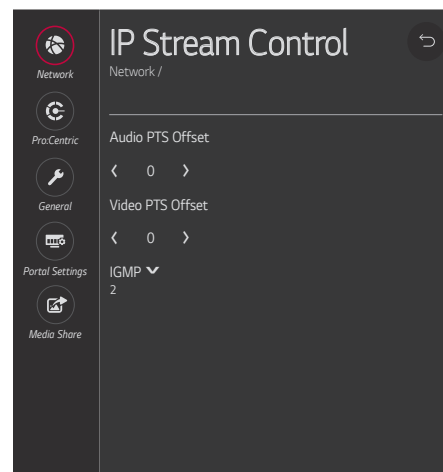 IP Stream Control
Network /
Network
Pro:Centric
General
Portal Settings
Media Share
Audio PTS Offset
0
Video PTS Offset
0
IGMP
2